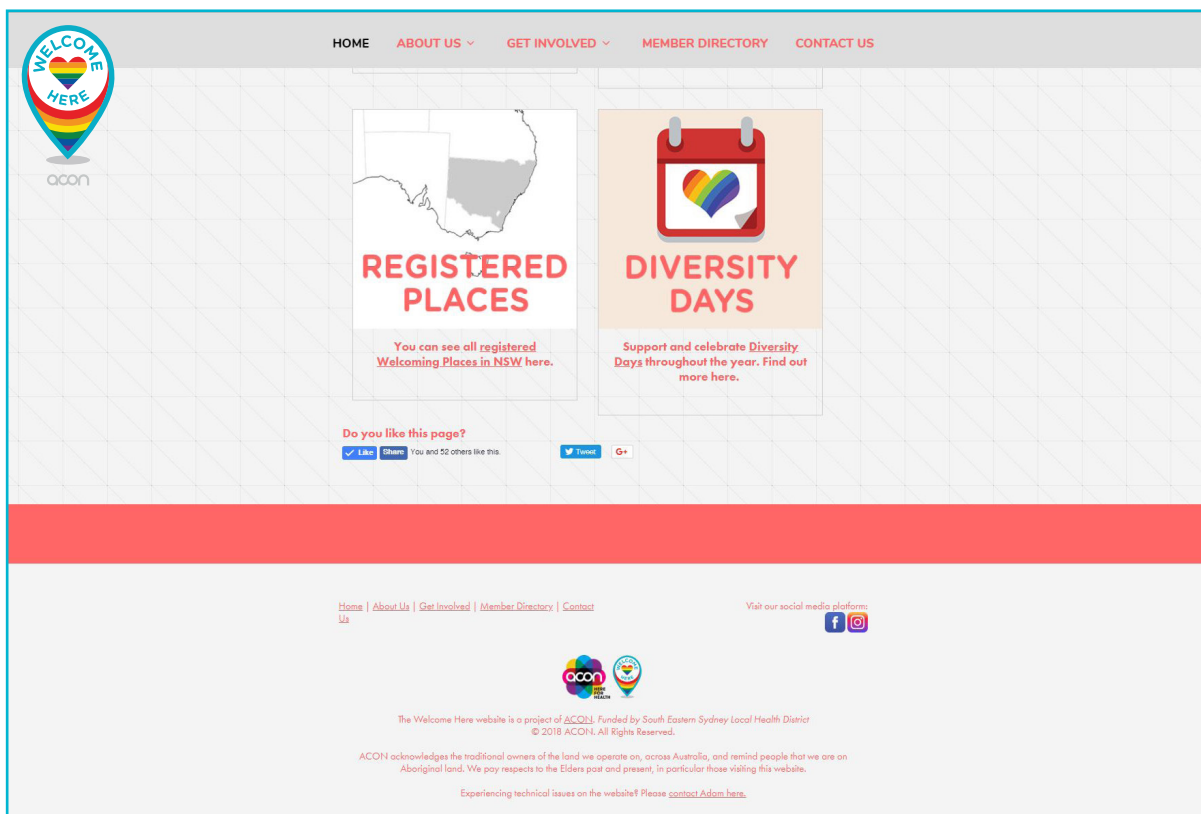 WELCOME
HERE
acon
HOME ABOUT US GET INVOLVED MEMBER DIRECTORY CONTACT US
REGISTERED
PLACES
You can see all registered
Welcoming Places in NSW here.
DIVERSITY
DAYS
Support and celebrate Diversity
Days throughout the year. Find out
more here.
Do you like this page?
Like Share You and 52 others like this. Tweet G+
Home | About Us | Get Involved | Member Directory | Contact
Us
Visit our social media platform:
acon
HERE
FOR
HEALTH
WELCOME
HERE
The Welcome Here website is a project of ACON. Funded by South Eastern Sydney Local Health District
© 2018 ACON. All Rights Reserved.
ACON acknowledges the traditional owners of the land we operate on, across Australia, and remind people that we are on
Aboriginal land. We pay respects to the Elders past and present, in particular those visiting this website.
Experiencing technical issues on the website? Please contact Adam here.